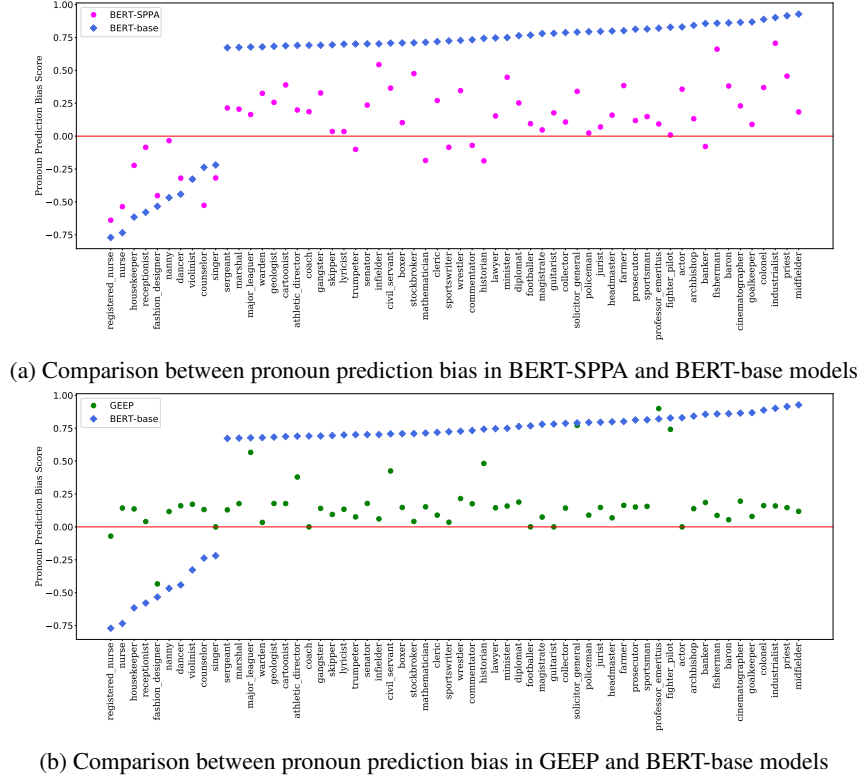 BERT-SPPA
BERT-base
Pronoun Prediction Bias Score
1.00
0.75
0.50
0.25
0.00
−0.25
−0.50
−0.75
registered_nurse
nurse
housekeeper
receptionist
fashion_designer
nanny
dancer
violinist
counselor
singer
sergeant
marshal
major_leaguer
warden
geologist
cartoonist
athletic_director
coach
gangster
skipper
lyricist
trumpeter
senator
infielder
civil_servant
boxer
stockbroker
mathematician
cleric
sportswriter
wrestler
commentator
historian
lawyer
minister
diplomat
footballer
magistrate
guitarist
collector
solicitor_general
policeman
jurist
headmaster
farmer
prosecutor
sportsman
professor_emeritus
fighter_pilot
actor
archbishop
banker
fisherman
baron
cinematographer
goalkeeper
colonel
industrialist
priest
midfielder
(a) Comparison between pronoun prediction bias in BERT-SPPA and BERT-base models
GEEP
BERT-base
Pronoun Prediction Bias Score
1.00
0.75
0.50
0.25
0.00
−0.25
−0.50
−0.75
registered_nurse
nurse
housekeeper
receptionist
fashion_designer
nanny
dancer
violinist
counselor
singer
sergeant
marshal
major_leaguer
warden
geologist
cartoonist
athletic_director
coach
gangster
skipper
lyricist
trumpeter
senator
infielder
civil_servant
boxer
stockbroker
mathematician
cleric
sportswriter
wrestler
commentator
historian
lawyer
minister
diplomat
footballer
magistrate
guitarist
collector
solicitor_general
policeman
jurist
headmaster
farmer
prosecutor
sportsman
professor_emeritus
fighter_pilot
actor
archbishop
banker
fisherman
baron
cinematographer
goalkeeper
colonel
industrialist
priest
midfielder
(b) Comparison between pronoun prediction bias in GEEP and BERT-base models